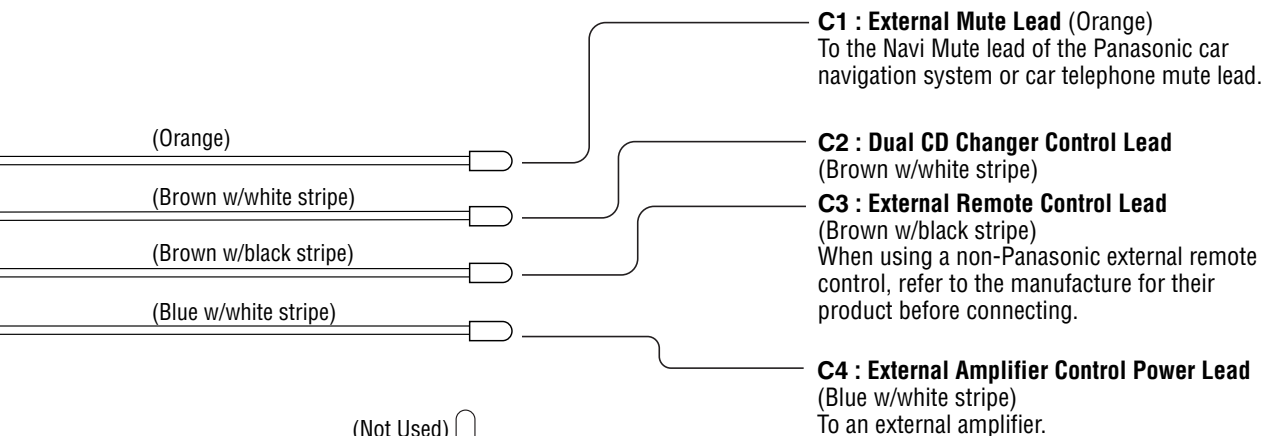 C1 : External Mute Lead (Orange)
To the Navi Mute lead of the Panasonic car
navigation system or car telephone mute lead.
(Orange)
C2 : Dual CD Changer Control Lead
(Brown w/white stripe)
(Brown w/white stripe)
C3 : External Remote Control Lead
(Brown w/black stripe)
(Brown w/black stripe)
When using a non-Panasonic external remote
control, refer to the manufacture for their
product before connecting.
(Blue w/white stripe)
C4 : External Amplifier Control Power Lead
(Blue w/white stripe)
To an external amplifier.
(Not Used)